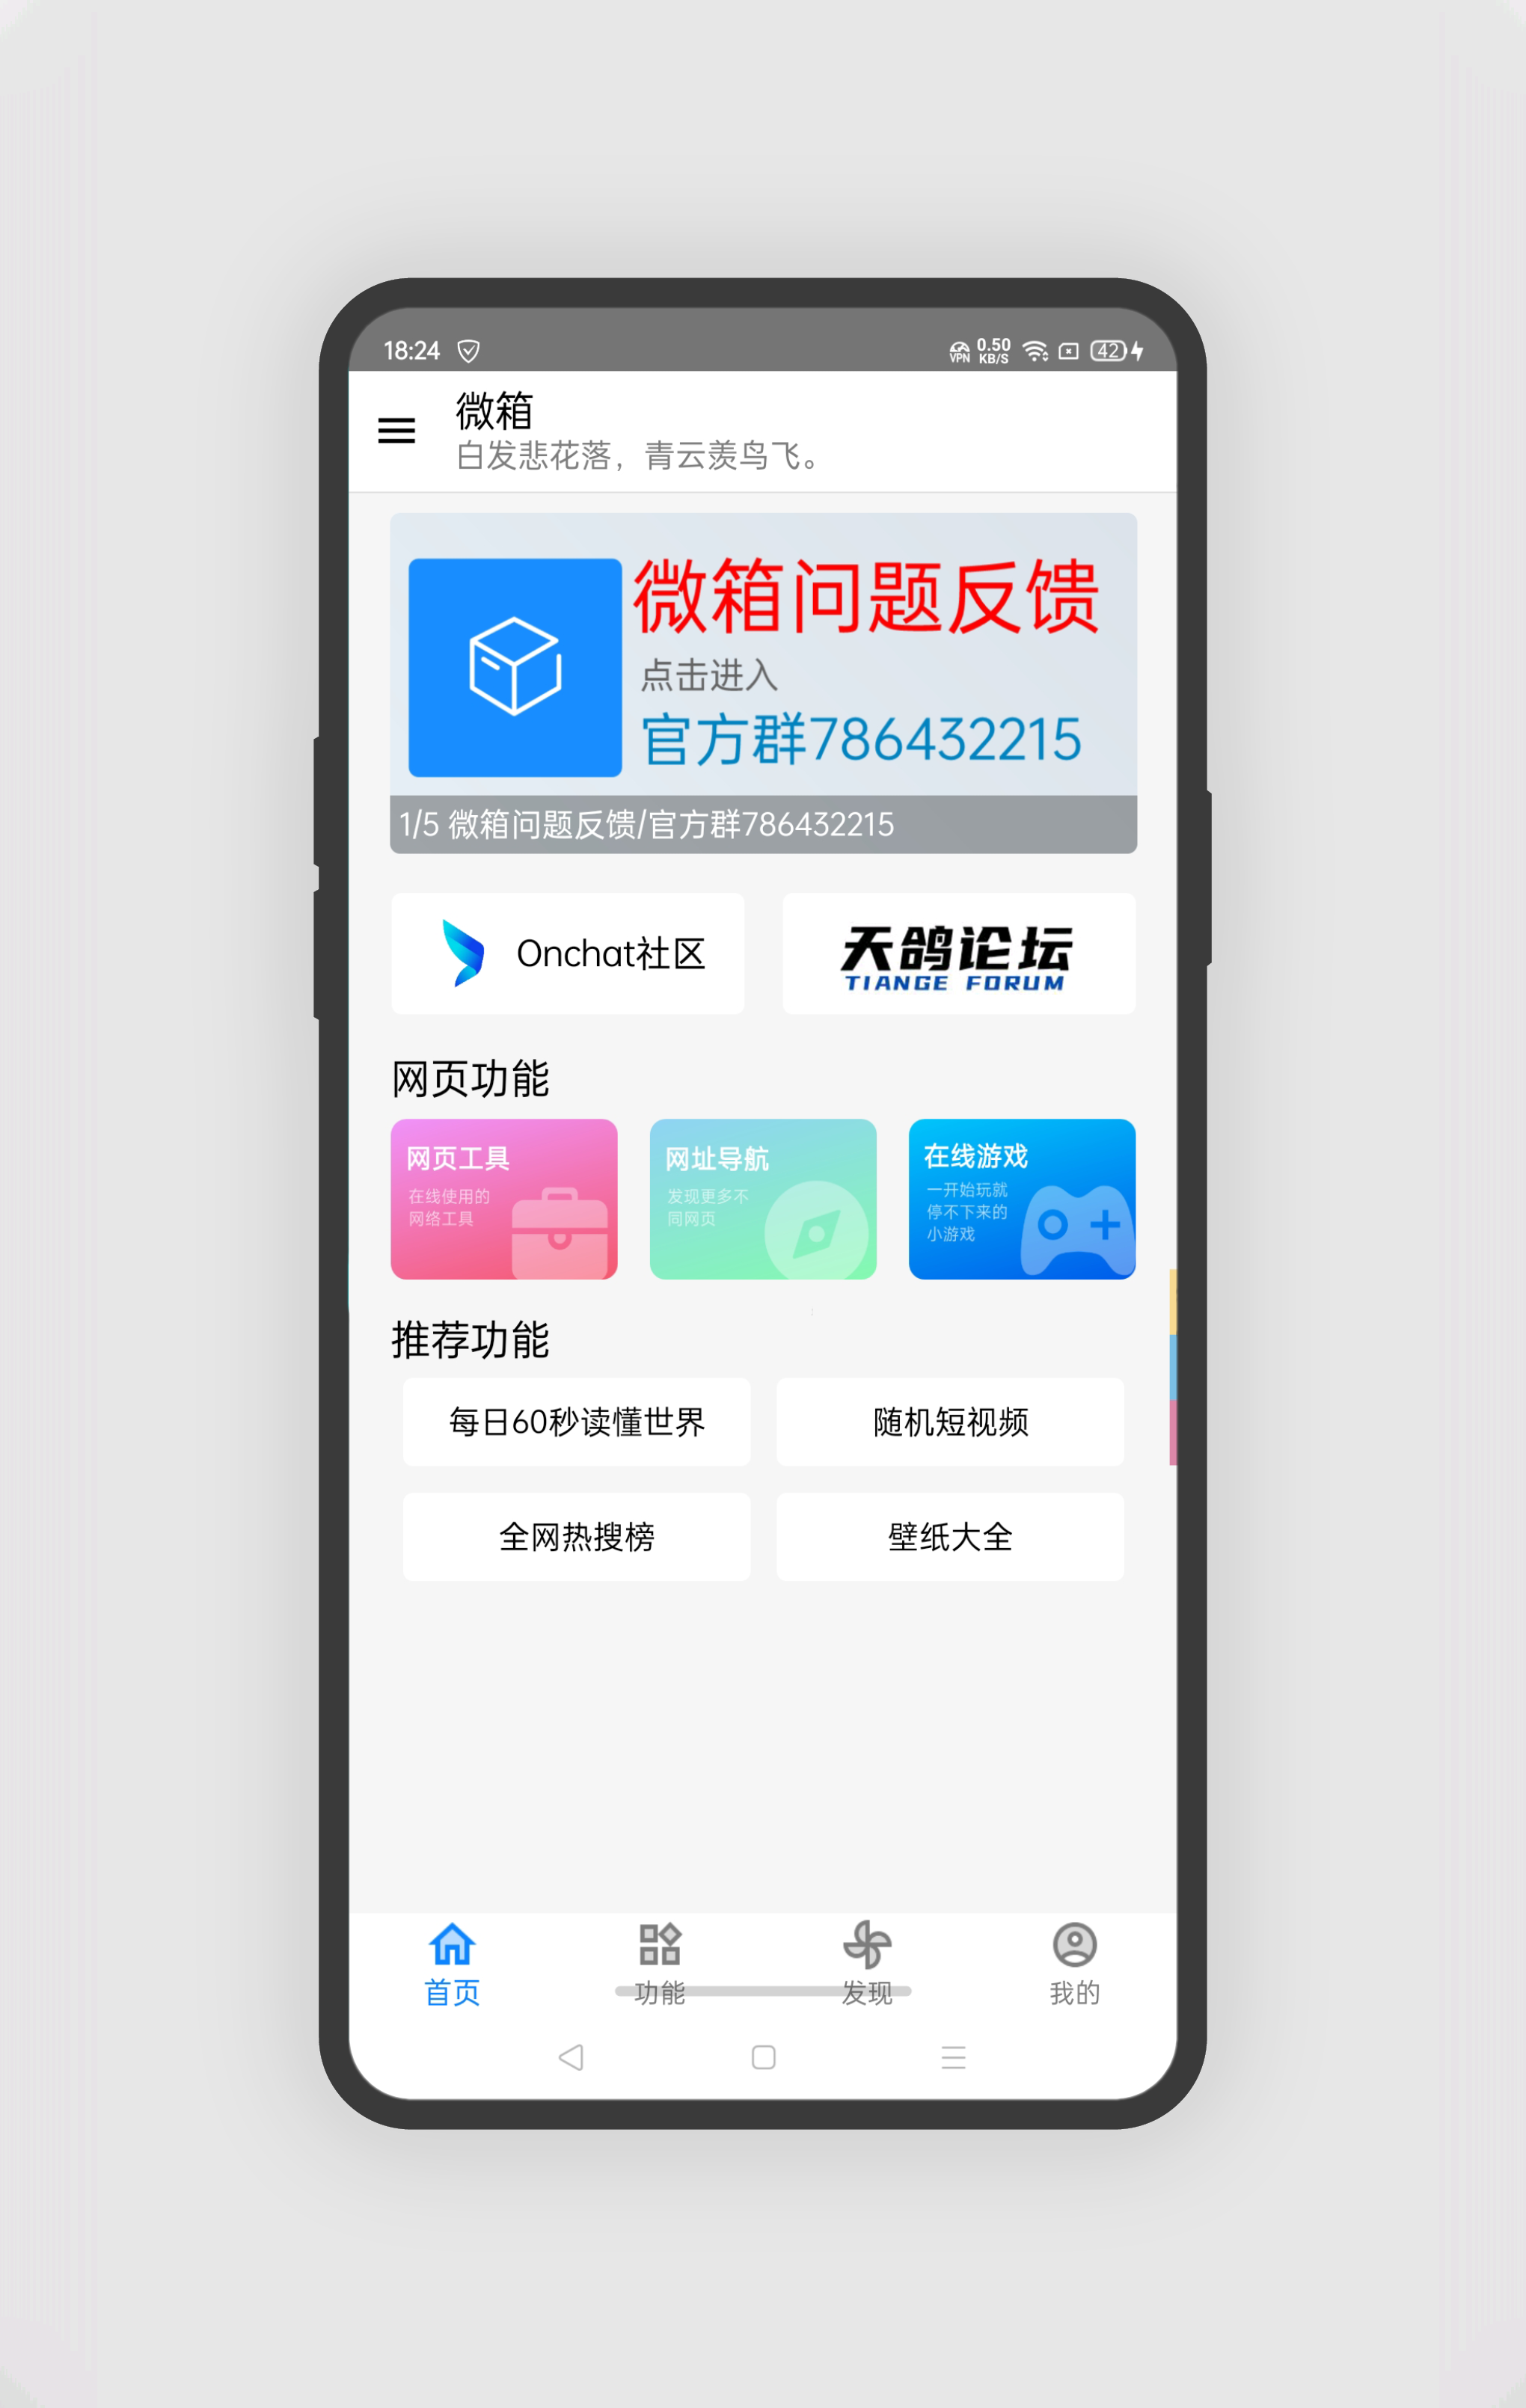 18:24
VPN 0.50 KB/S 42
微箱
白发悲花落，青云羡鸟飞。
微箱问题反馈
点击进入
官方群786432215
1/5 微箱问题反馈/官方群786432215
Onchat社区
天鸽论坛
TIANGE FORUM
网页功能
网页工具
在线使用的
网络工具
网址导航
发现更多不
同网页
在线游戏
一开始玩就
停不下来的
小游戏
推荐功能
每日60秒读懂世界
随机短视频
全网热搜榜
壁纸大全
首页
功能
发现
我的